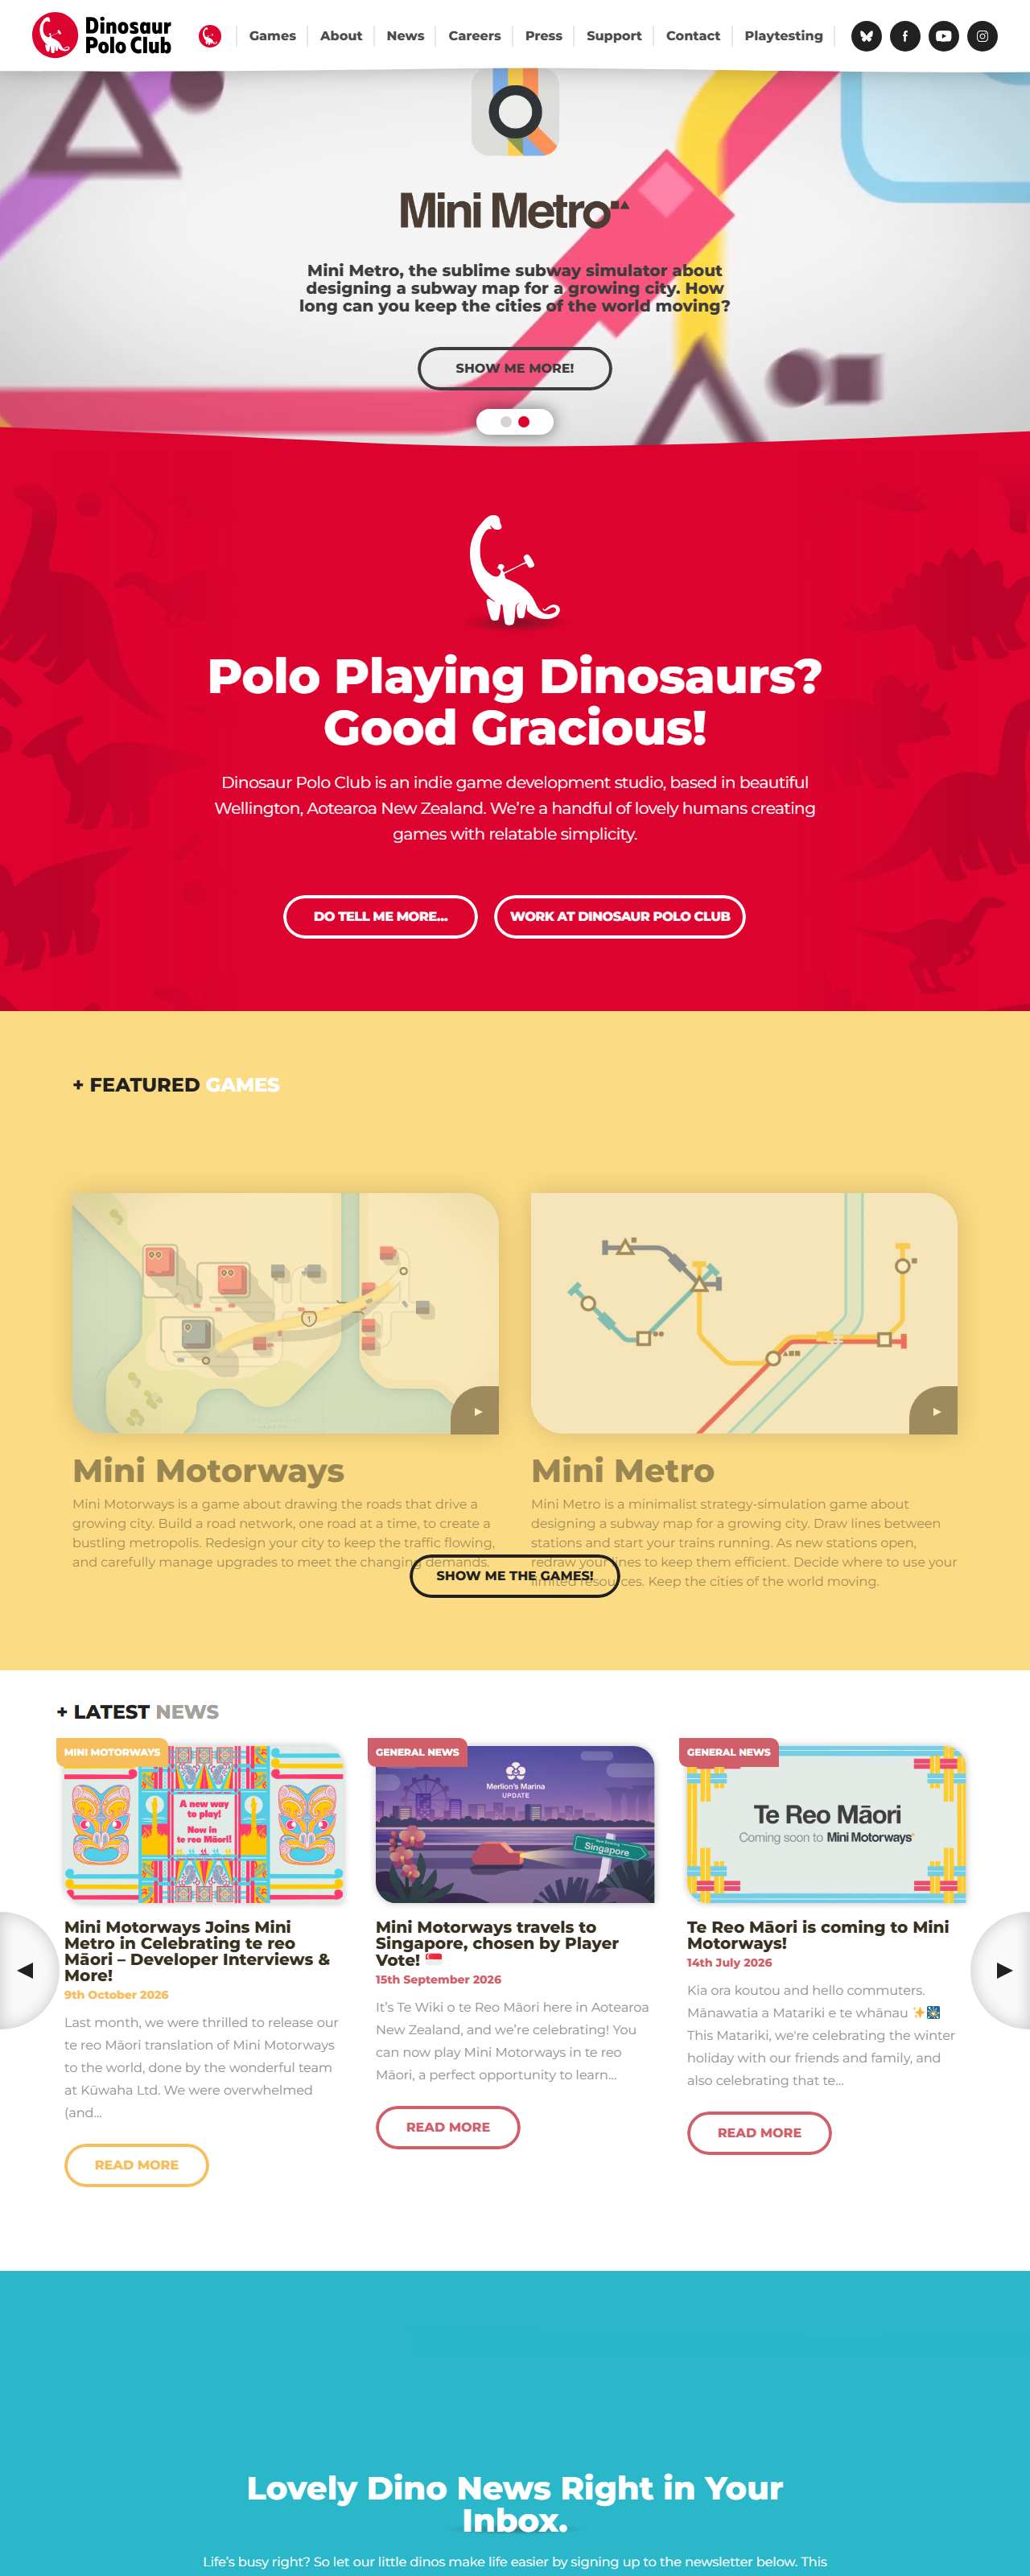 Dinosaur
Polo Club
Games
About
News
Careers
Press
Support
Contact
Playtesting
Mini Metro
Mini Metro, the sublime subway simulator about
designing a subway map for a growing city. How
long can you keep the cities of the world moving?
SHOW ME MORE!
Polo Playing Dinosaurs?
Good Gracious!
Dinosaur Polo Club is an indie game development studio, based in beautiful
Wellington, Aotearoa New Zealand. We’re a handful of lovely humans creating
games with relatable simplicity.
DO TELL ME MORE...
WORK AT DINOSAUR POLO CLUB
+ FEATURED GAMES
1
Mini Motorways
Mini Motorways is a game about drawing the roads that drive a
growing city. Build a road network, one road at a time, to create a
bustling metropolis. Redesign your city to keep the traffic flowing,
and carefully manage upgrades to meet the changing demands.
Mini Metro
Mini Metro is a minimalist strategy-simulation game about
designing a subway map for a growing city. Draw lines between
stations and start your trains running. As new stations open,
redraw your lines to keep them efficient. Decide where to use your
limited resources. Keep the cities of the world moving.
SHOW ME THE GAMES!
+ LATEST NEWS
MINI MOTORWAYS
A new way
to play!
Now in
te reo Māori!
Mini Motorways Joins Mini
Metro in Celebrating te reo
Māori – Developer Interviews &
More!
9th October 2026
Last month, we were thrilled to release our
te reo Māori translation of Mini Motorways
to the world, done by the wonderful team
at Kūwaha Ltd. We were overwhelmed
(and...
READ MORE
GENERAL NEWS
Merlion's Marina
UPDATE
Singapore
Mini Motorways travels to
Singapore, chosen by Player
Vote! 🇸🇬
15th September 2026
It’s Te Wiki o te Reo Māori here in Aotearoa
New Zealand, and we’re celebrating! You
can now play Mini Motorways in te reo
Māori, a perfect opportunity to learn...
READ MORE
GENERAL NEWS
Te Reo Māori
Coming soon to Mini Motorways
Te Reo Māori is coming to Mini
Motorways!
14th July 2026
Kia ora koutou and hello commuters.
Mānawatia a Matariki e te whānau ✨🎆
This Matariki, we're celebrating the winter
holiday with our friends and family, and
also celebrating that te...
READ MORE
Lovely Dino News Right in Your
Inbox.
Life’s busy right? So let our little dinos make life easier by signing up to the newsletter below. This